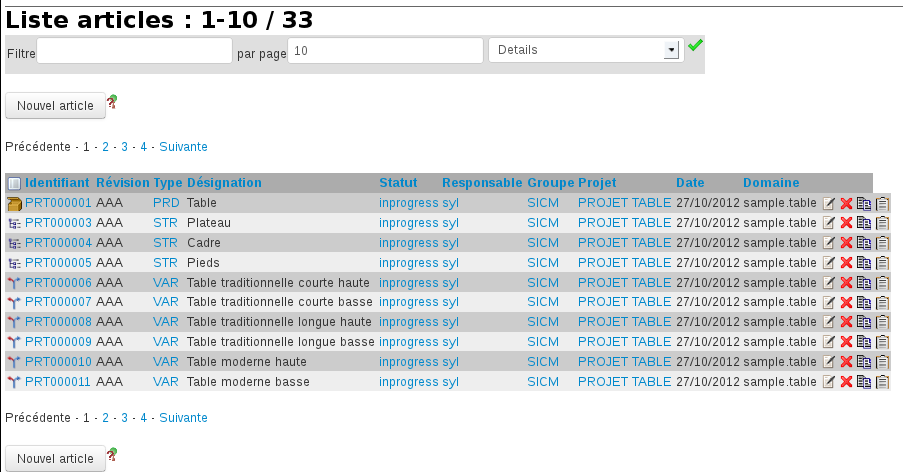 Liste articles : 1-10 / 33
Filtre par page 10 Details
Nouvel article
Précédente - 1 - 2 - 3 - 4 - Suivante
Identifiant Révision Type Désignation Statut Responsable Groupe Projet Date Domaine
PRT000001 AAA PRD Table inprogress syl SICM PROJET TABLE 27/10/2012 sample.table
PRT000003 AAA STR Plateau inprogress syl SICM PROJET TABLE 27/10/2012 sample.table
PRT000004 AAA STR Cadre inprogress syl SICM PROJET TABLE 27/10/2012 sample.table
PRT000005 AAA STR Pieds inprogress syl SICM PROJET TABLE 27/10/2012 sample.table
PRT000006 AAA VAR Table traditionnelle courte haute inprogress syl SICM PROJET TABLE 27/10/2012 sample.table
PRT000007 AAA VAR Table traditionnelle courte basse inprogress syl SICM PROJET TABLE 27/10/2012 sample.table
PRT000008 AAA VAR Table traditionnelle longue haute inprogress syl SICM PROJET TABLE 27/10/2012 sample.table
PRT000009 AAA VAR Table traditionnelle longue basse inprogress syl SICM PROJET TABLE 27/10/2012 sample.table
PRT000010 AAA VAR Table moderne haute inprogress syl SICM PROJET TABLE 27/10/2012 sample.table
PRT000011 AAA VAR Table moderne basse inprogress syl SICM PROJET TABLE 27/10/2012 sample.table
Précédente - 1 - 2 - 3 - 4 - Suivante
Nouvel article